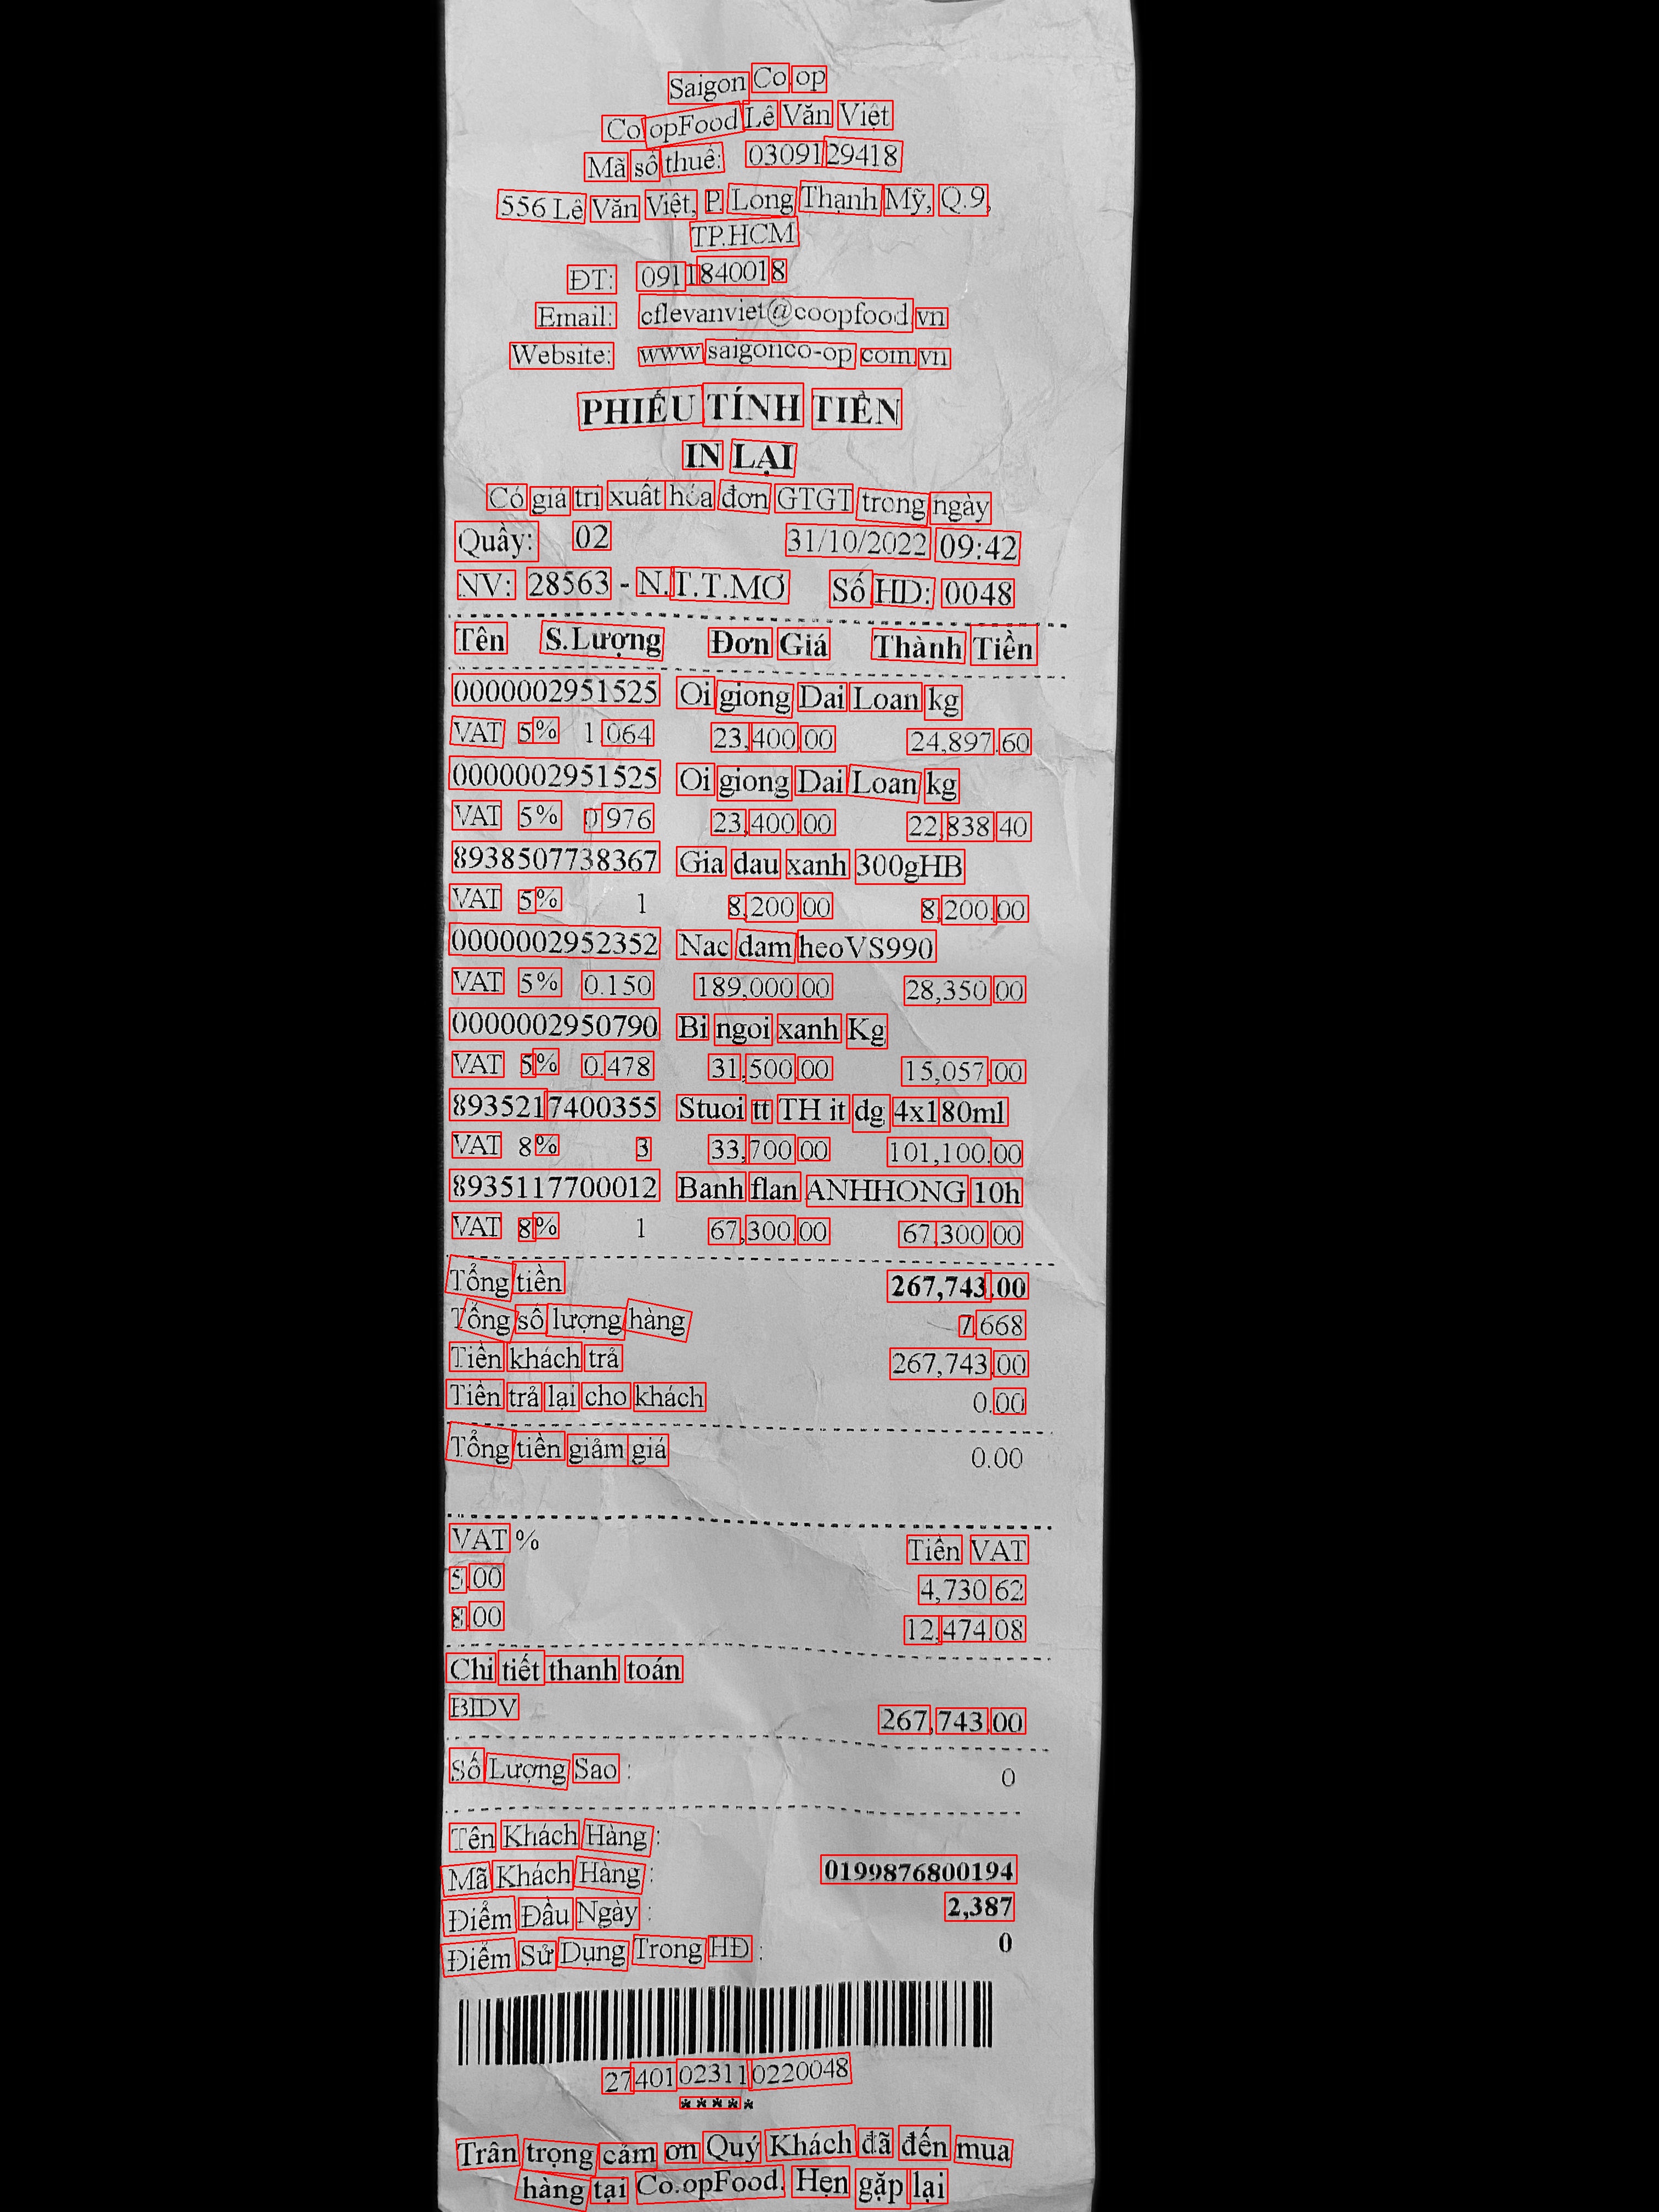 Saigon Co.op
Co.opFood Lê Văn Việt
Mã số thuế: 0309129418
556 Lê Văn Việt, P. Long Thạnh Mỹ, Q.9,
TP.HCM
ĐT: 0911840018
Email: cflevanviet@coopfood.vn
Website: www.saigonco-op.com.vn
PHIẾU TÍNH TIỀN
IN LẠI
Có giá trị xuất hóa đơn GTGT trong ngày
Quầy: 02 31/10/2022 09:42
NV: 28563 - N.T.T.MƠ Số HD: 0048
Tên S.Lượng Đơn Giá Thành Tiền
0000002951525 Oi giong Dai Loan kg
VAT 5% 1.064 23,400.00 24,897.60
0000002951525 Oi giong Dai Loan kg
VAT 5% 0.976 23,400.00 22,838.40
8938507738367 Gia dau xanh 300gHB
VAT 5% 1 8,200.00 8,200.00
0000002952352 Nac dam heoVS990
VAT 5% 0.150 189,000.00 28,350.00
0000002950790 Bi ngoi xanh Kg
VAT 5% 0.478 31,500.00 15,057.00
8935217400355 Stuoi tt TH it dg 4x180ml
VAT 8% 3 33,700.00 101,100.00
8935117700012 Banh flan ANHHONG 10h
VAT 8% 1 67,300.00 67,300.00
Tổng tiền 267,743.00
Tổng số lượng hàng 7.668
Tiền khách trả 267,743.00
Tiền trả lại cho khách 0.00
Tổng tiền giảm giá 0.00
VAT % Tiền VAT
5.00 4,730.62
8.00 12,474.08
Chi tiết thanh toán
BIDV 267,743.00
Số Lượng Sao : 0
Tên Khách Hàng :
Mã Khách Hàng : 0199876800194
Điểm Đầu Ngày : 2,387
Điểm Sử Dụng Trong HĐ : 0
27401023110220048
*****
Trân trọng cảm ơn Quý Khách đã đến mua
hàng tại Co.opFood. Hẹn gặp lại